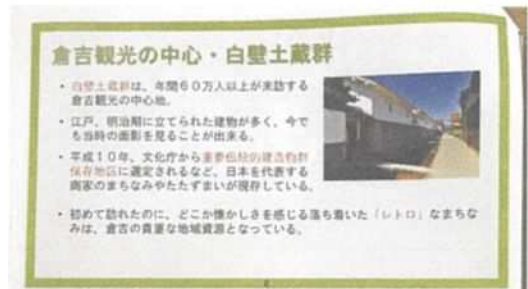 倉吉観光の中心・白壁土蔵群
・ 白壁土蔵群は、年間６０万人以上が来訪する
倉吉観光の中心地。
・ 江戸、明治期に立てられた建物が多く、今で
も当時の面影を見ることが出来る。
・ 平成１０年、文化庁から重要伝統的建造物群
保存地区に選定されるなど、日本を代表する
商家のまちなみやたたずまいが現存している。
・ 初めて訪れたのに、どこか懐かしさを感じる落ち着いた「レトロ」なまちな
みは、倉吉の貴重な地域資源となっている。